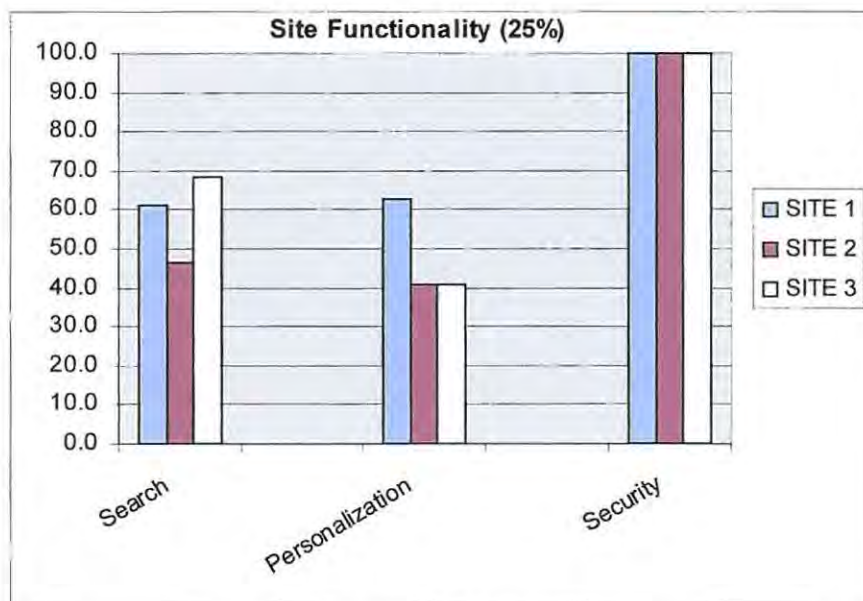 Site Functionality (25%)
100.0
90.0
80.0
70.0
60.0
50.0
40.0
30.0
20.0
10.0
0.0
Search
Personalization
Security
SITE 1
SITE 2
SITE 3